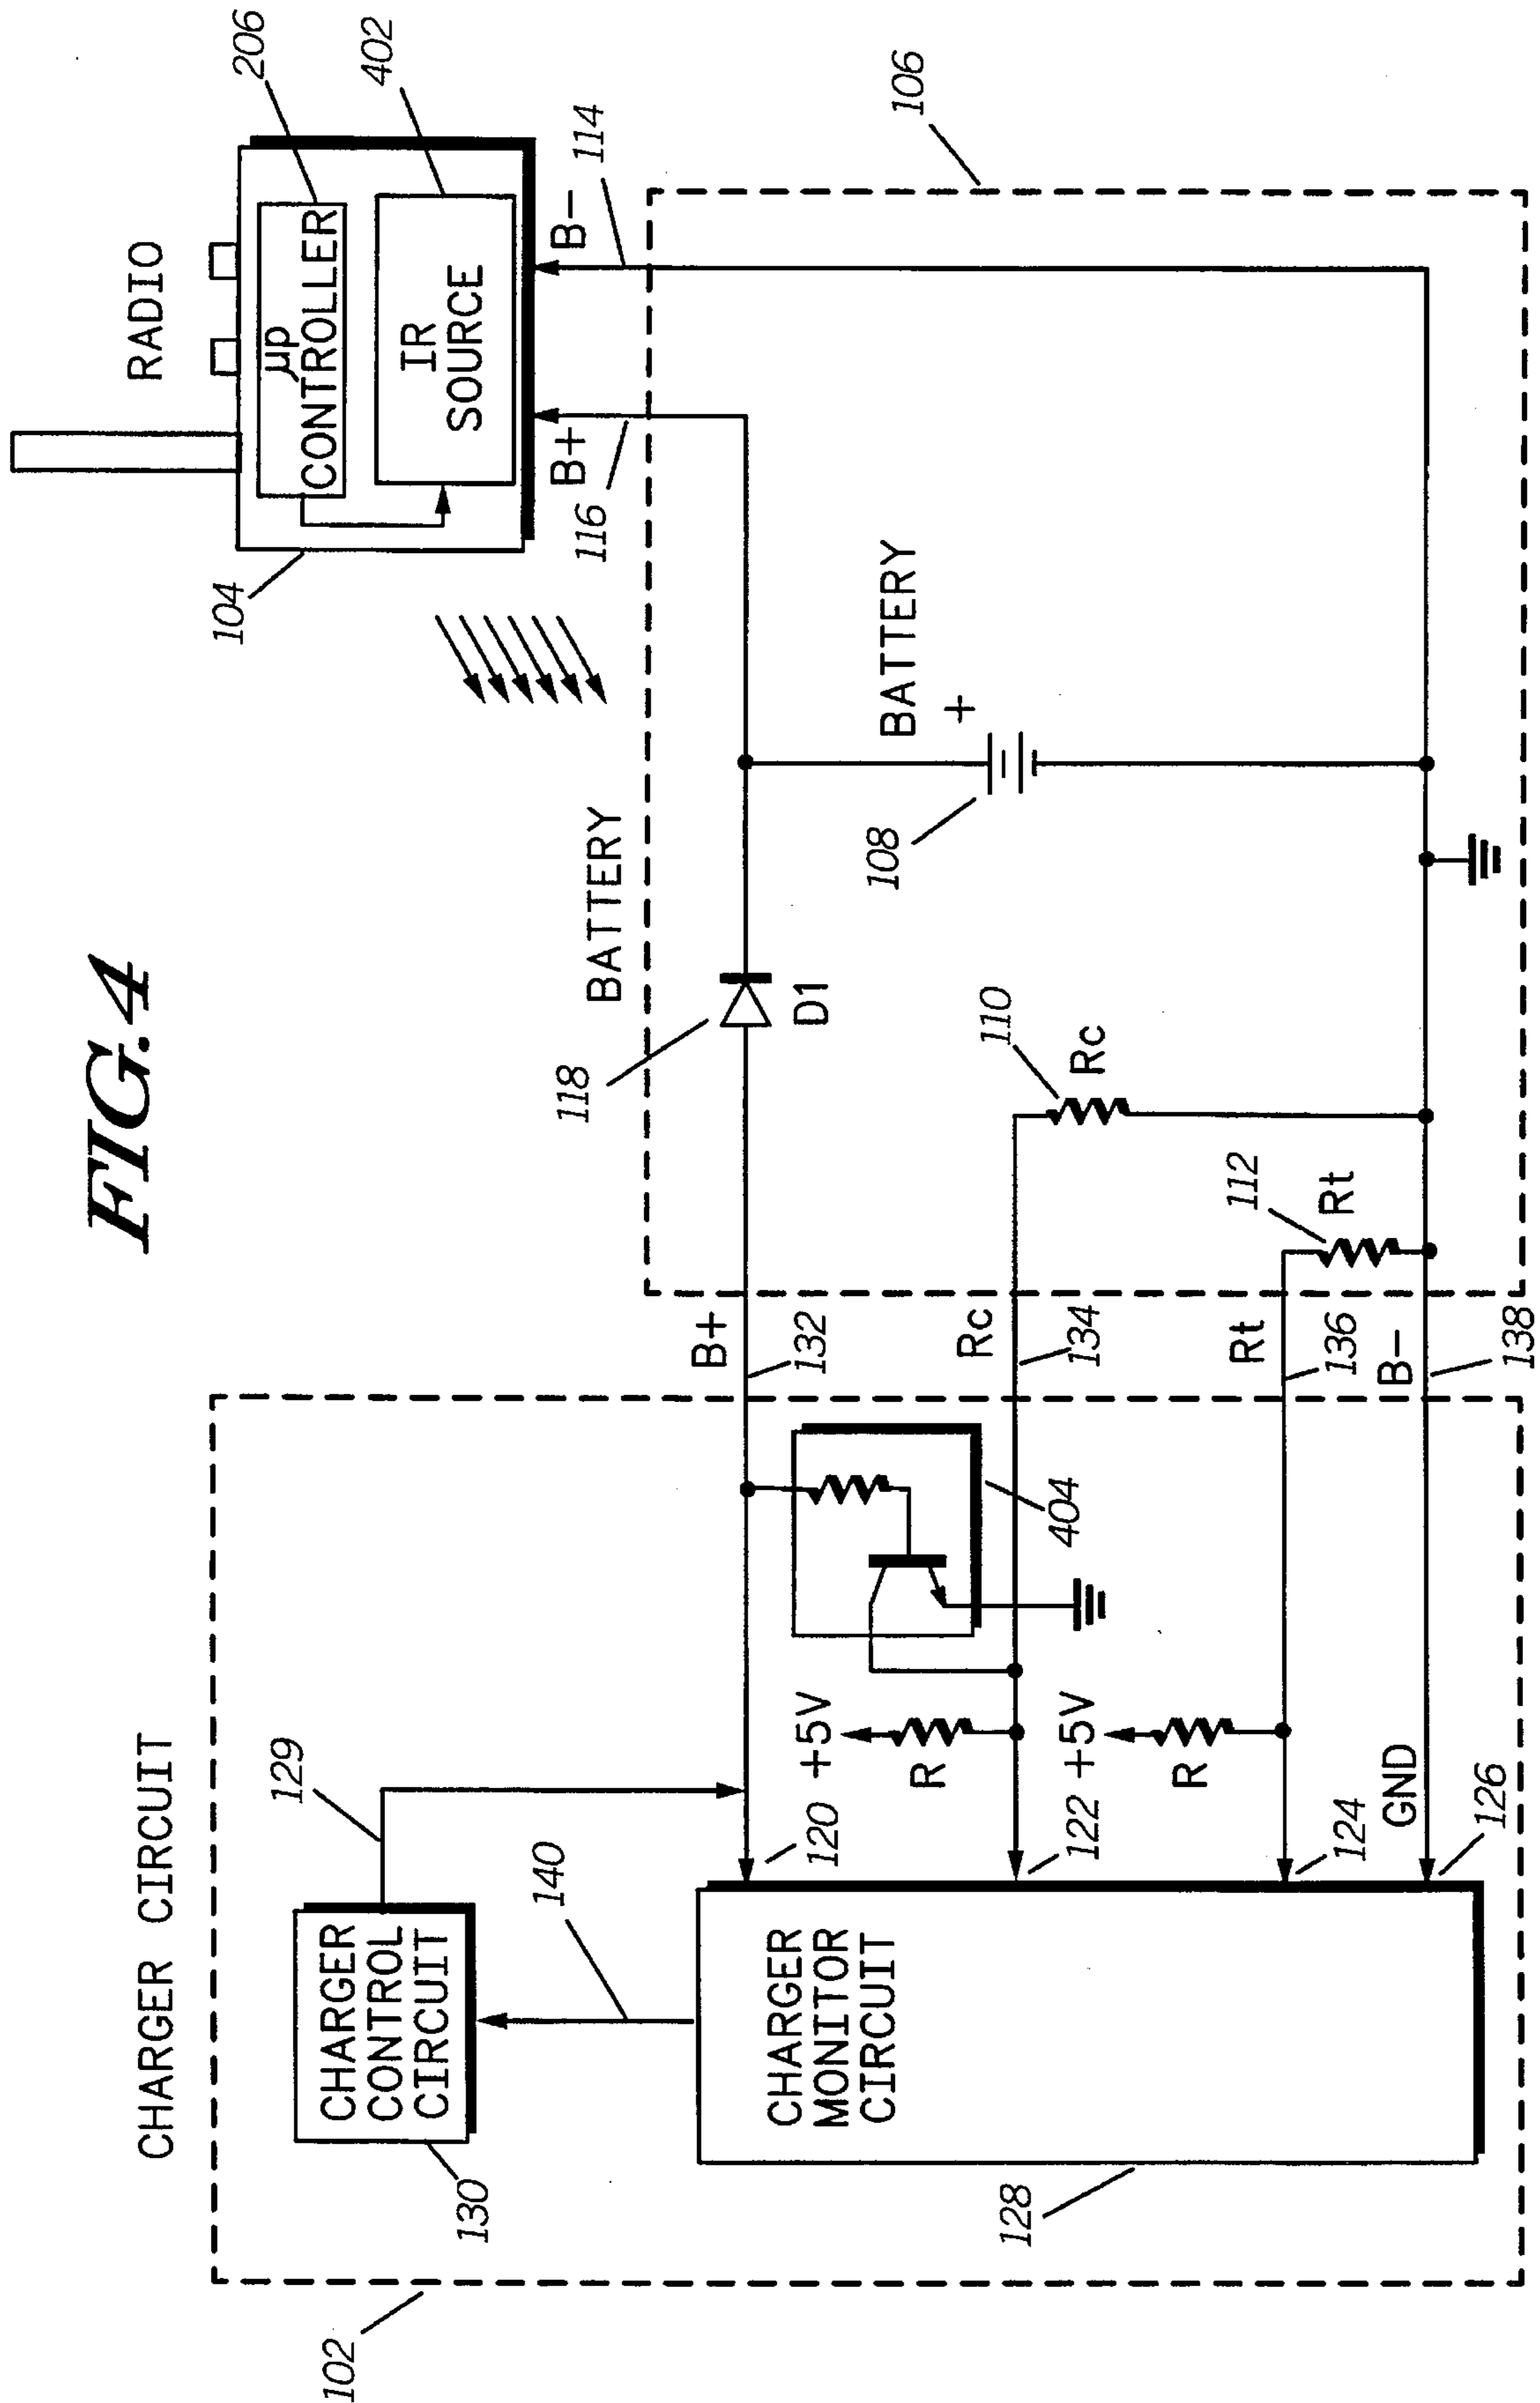 FIG.4
CHARGER CIRCUIT
102
CHARGER
CONTROL
CIRCUIT
130
129
140
CHARGER
MONITOR
CIRCUIT
128
120
+5V
R
122
+5V
R
124
GND
126
404
B+
132
Rc
134
Rt
136
B-
138
BATTERY
118
D1
110
Rc
112
Rt
BATTERY
+
108
106
RADIO
104
µp
CONTROLLER
206
IR
SOURCE
402
B+
116
B-
114